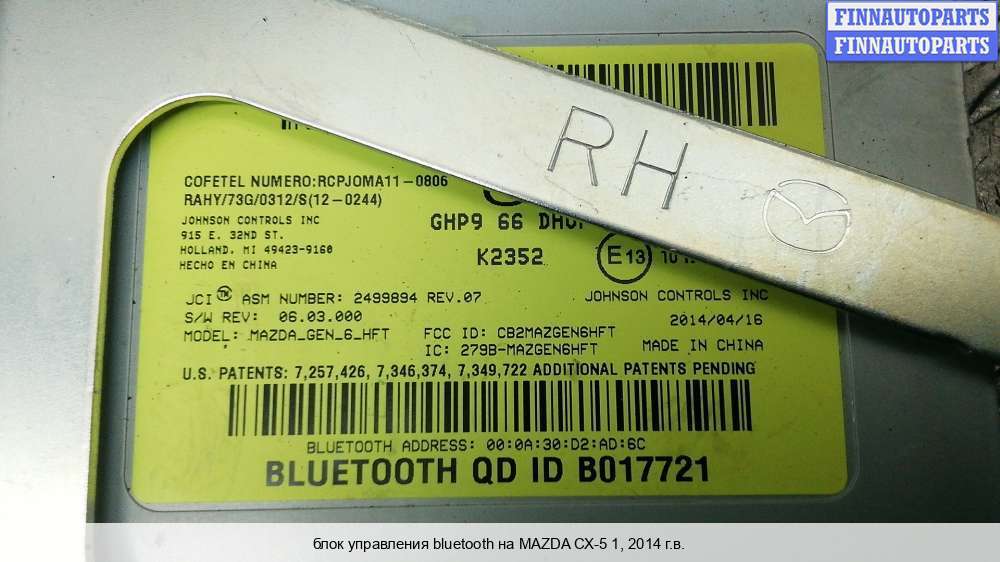 FINNAUTOPARTS
FINNAUTOPARTS
RH
COFETEL NUMERO:RCPJOMA11-0806
RAHY/73G/0312/S(12-0244)
JOHNSON CONTROLS INC
915 E. 32ND ST.
HOLLAND, MI 49423-9160
HECHO EN CHINA
GHP9 66
K2352
E13
JCI™ ASM NUMBER: 2499894 REV.07
JOHNSON CONTROLS INC
S/W REV: 06.03.000
2014/04/16
MODEL: MAZDA_GEN_6_HFT
FCC ID: CB2MAZGEN6HFT
IC: 279B-MAZGEN6HFT
MADE IN CHINA
U.S. PATENTS: 7,257,426, 7,346,374, 7,349,722 ADDITIONAL PATENTS PENDING
BLUETOOTH ADDRESS: 00:0A:30:D2:AD:6C
BLUETOOTH QD ID B017721
блок управления bluetooth на MAZDA CX-5 1, 2014 г.в.